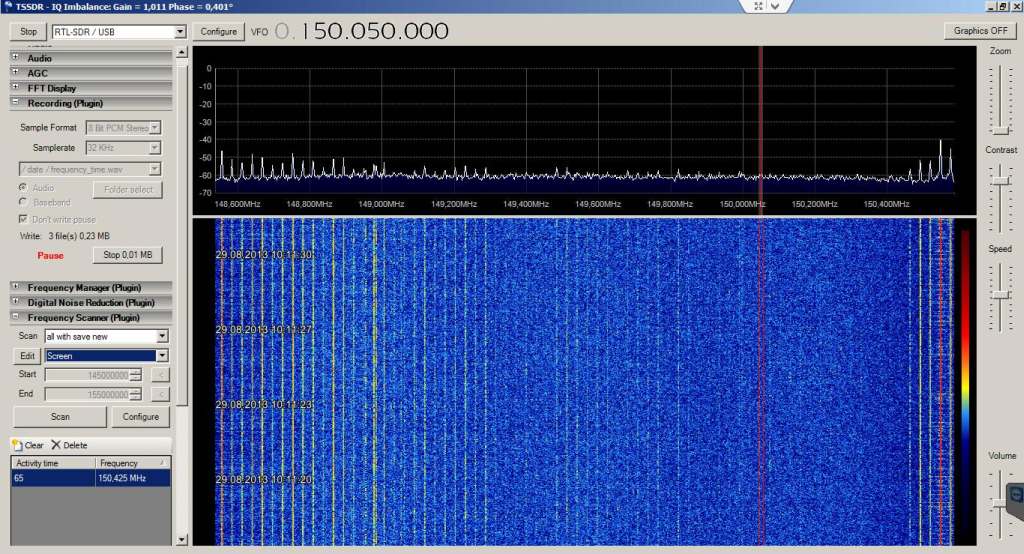 TSSDR - IQ Imbalance: Gain = 1,011 Phase = 0,401°
Stop RTL-SDR / USB Configure VFO 0.150.050.000 Graphics OFF
Zoom
Contrast
Speed
Volume
Audio
Audio
AGC
FFT Display
Recording (Plugin)
Sample Format 8 Bit PCM Stereo
Samplerate 32 KHz
/ date / frequency_time.wav
Audio Folder select
Baseband
Don't write pause
Write: 3 file(s) 0,23 MB
Pause Stop 0,01 MB
Frequency Manager (Plugin)
Digital Noise Reduction (Plugin)
Frequency Scanner (Plugin)
Scan all with save new
Edit Screen
Start 145000000 <
End 155000000 <
Scan Configure
Clear Delete
Activity time Frequency
65 150,425 MHz
0
-10
-20
-30
-40
-50
-60
-70
148,600MHz 148,800MHz 149,000MHz 149,200MHz 149,400MHz 149,600MHz 149,800MHz 150,000MHz 150,200MHz 150,400MHz
29.08.2013 10:11:30
29.08.2013 10:11:27
29.08.2013 10:11:23
29.08.2013 10:11:20